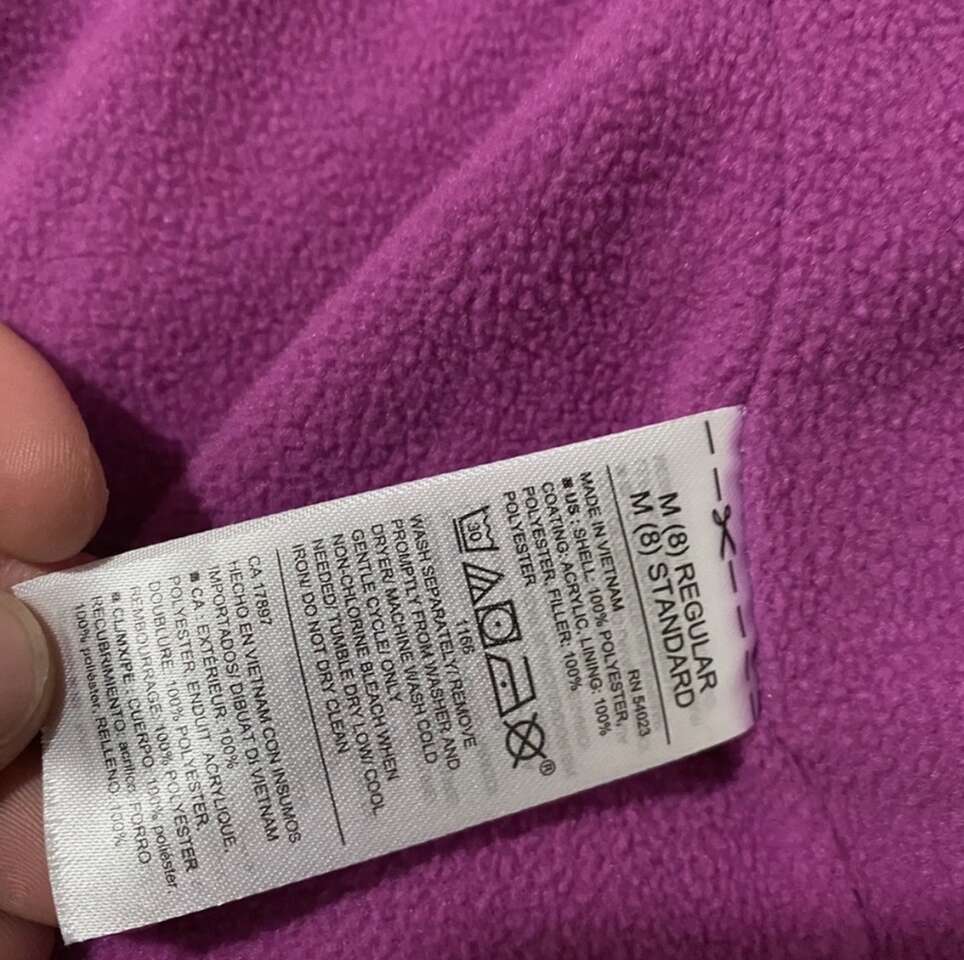 M (8) REGULAR
M (8) STANDARD
RN 54023
MADE IN VIETNAM
■ US : SHELL: 100% POLYESTER,
COATING: ACRYLIC, LINING: 100%
POLYESTER, FILLER: 100%
POLYESTER
30
®
1166
WASH SEPARATELY/ REMOVE
PROMPTLY FROM WASHER AND
DRYER/ MACHINE WASH COLD
GENTLE CYCLE/ ONLY
NON-CHLORINE BLEACH WHEN
NEEDED/ TUMBLE DRY LOW/ COOL
IRON/ DO NOT DRY CLEAN
CA 17897
HECHO EN VIETNAM CON INSUMOS
IMPORTADOS/ DIBUAT DI VIETNAM
■ CA : EXTÉRIEUR: 100%
POLYESTER, ENDUIT: ACRYLIQUE,
DOUBLURE: 100% POLYESTER,
REMBOURRAGE: 100% POLYESTER
■ CL/MX/PE : CUERPO: 100% poliéster,
RECUBRIMIENTO: acrílico, FORRO:
100% poliéster, RELLENO: 100%